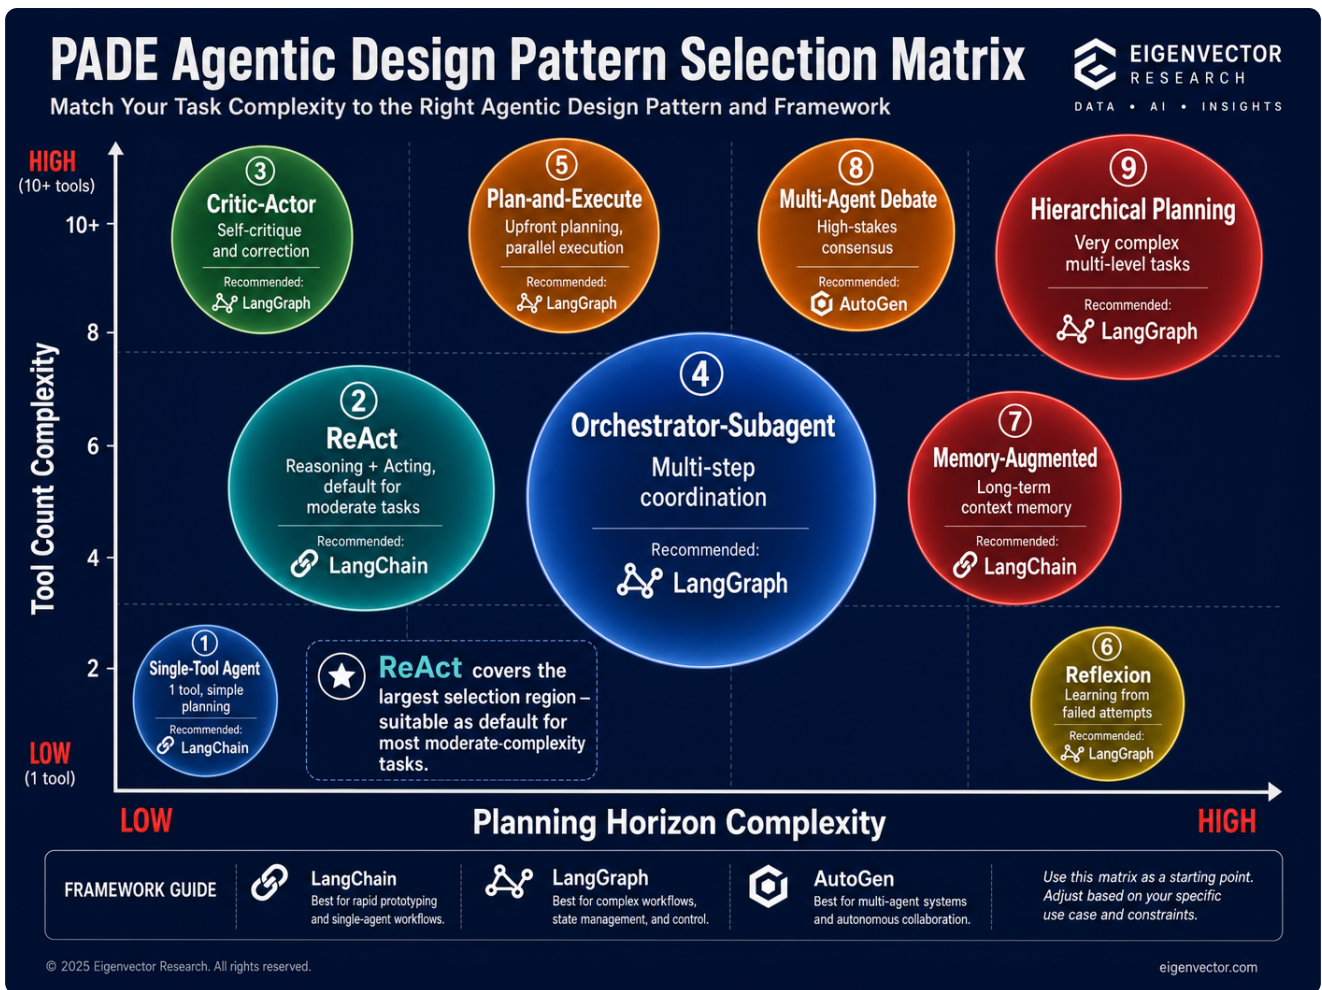 PADE Agentic Design Pattern Selection Matrix
Match Your Task Complexity to the Right Agentic Design Pattern and Framework
EIGENVECTOR
RESEARCH
DATA • AI • INSIGHTS
HIGH
(10+ tools)
10+
8
6
4
2
LOW
(1 tool)
Tool Count Complexity
3
Critic-Actor
Self-critique
and correction
Recommended:
LangGraph
5
Plan-and-Execute
Upfront planning,
parallel execution
Recommended:
LangGraph
8
Multi-Agent Debate
High-stakes
consensus
Recommended:
AutoGen
9
Hierarchical Planning
Very complex
multi-level tasks
Recommended:
LangGraph
2
ReAct
Reasoning + Acting,
default for
moderate tasks
Recommended:
LangChain
4
Orchestrator-Subagent
Multi-step
coordination
Recommended:
LangGraph
7
Memory-Augmented
Long-term
context memory
Recommended:
LangChain
1
Single-Tool Agent
1 tool, simple
planning
Recommended:
LangChain
ReAct covers the
largest selection region –
suitable as default for
most moderate-complexity
tasks.
6
Reflexion
Learning from
failed attempts
Recommended:
LangGraph
LOW
Planning Horizon Complexity
HIGH
FRAMEWORK GUIDE
LangChain
Best for rapid prototyping
and single-agent workflows.
LangGraph
Best for complex workflows,
state management, and control.
AutoGen
Best for multi-agent systems
and autonomous collaboration.
Use this matrix as a starting point.
Adjust based on your specific
use case and constraints.
© 2025 Eigenvector Research. All rights reserved.
eigenvector.com